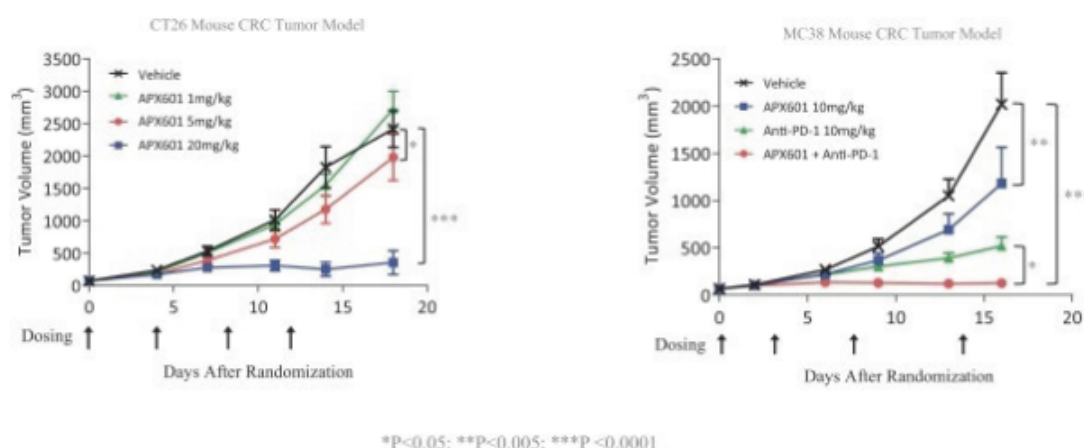 CT26 Mouse CRC Tumor Model
3500
3000
2500
2000
1500
1000
500
0
Tumor Volume (mm³)
Vehicle
APX601 1mg/kg
APX601 5mg/kg
APX601 20mg/kg
*
***
0 5 10 15 20
Dosing
Days After Randomization
MC38 Mouse CRC Tumor Model
2500
2000
1500
1000
500
0
Tumor Volume (mm³)
Vehicle
APX601 10mg/kg
Anti-PD-1 10mg/kg
APX601 + Anti-PD-1
**
*
**
0 5 10 15 20
Dosing
Days After Randomization
*P<0.05; **P<0.005; ***P <0.0001